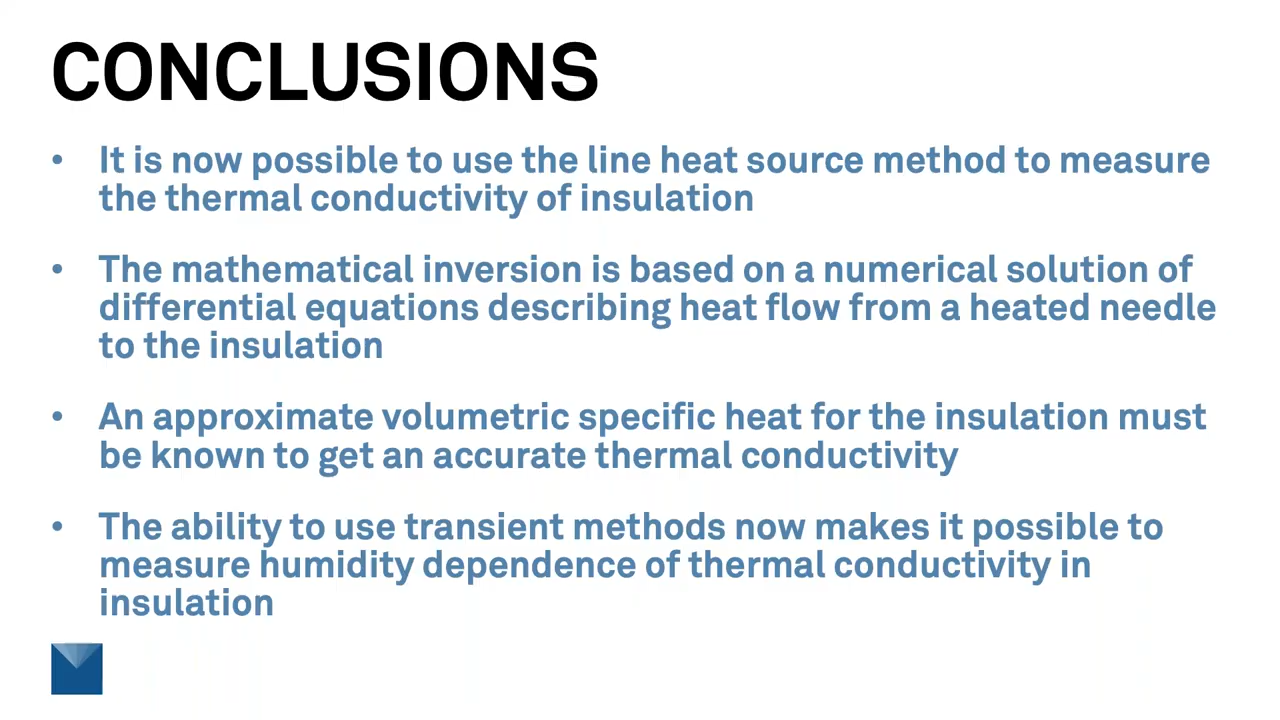 CONCLUSIONS
• It is now possible to use the line heat source method to measure
the thermal conductivity of insulation
• The mathematical inversion is based on a numerical solution of
differential equations describing heat flow from a heated needle
to the insulation
• An approximate volumetric specific heat for the insulation must
be known to get an accurate thermal conductivity
• The ability to use transient methods now makes it possible to
measure humidity dependence of thermal conductivity in
insulation